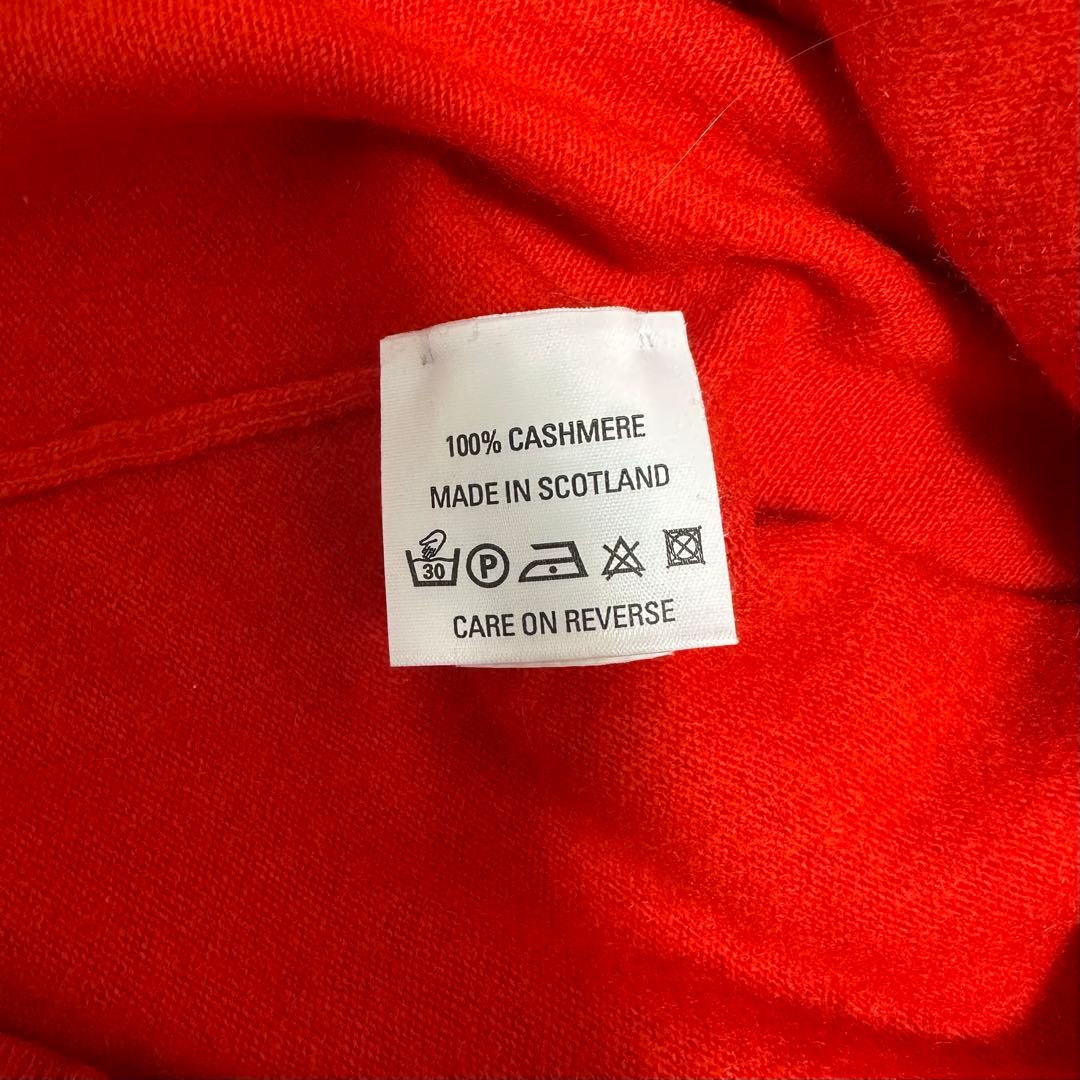 100% CASHMERE
MADE IN SCOTLAND
30 P
CARE ON REVERSE